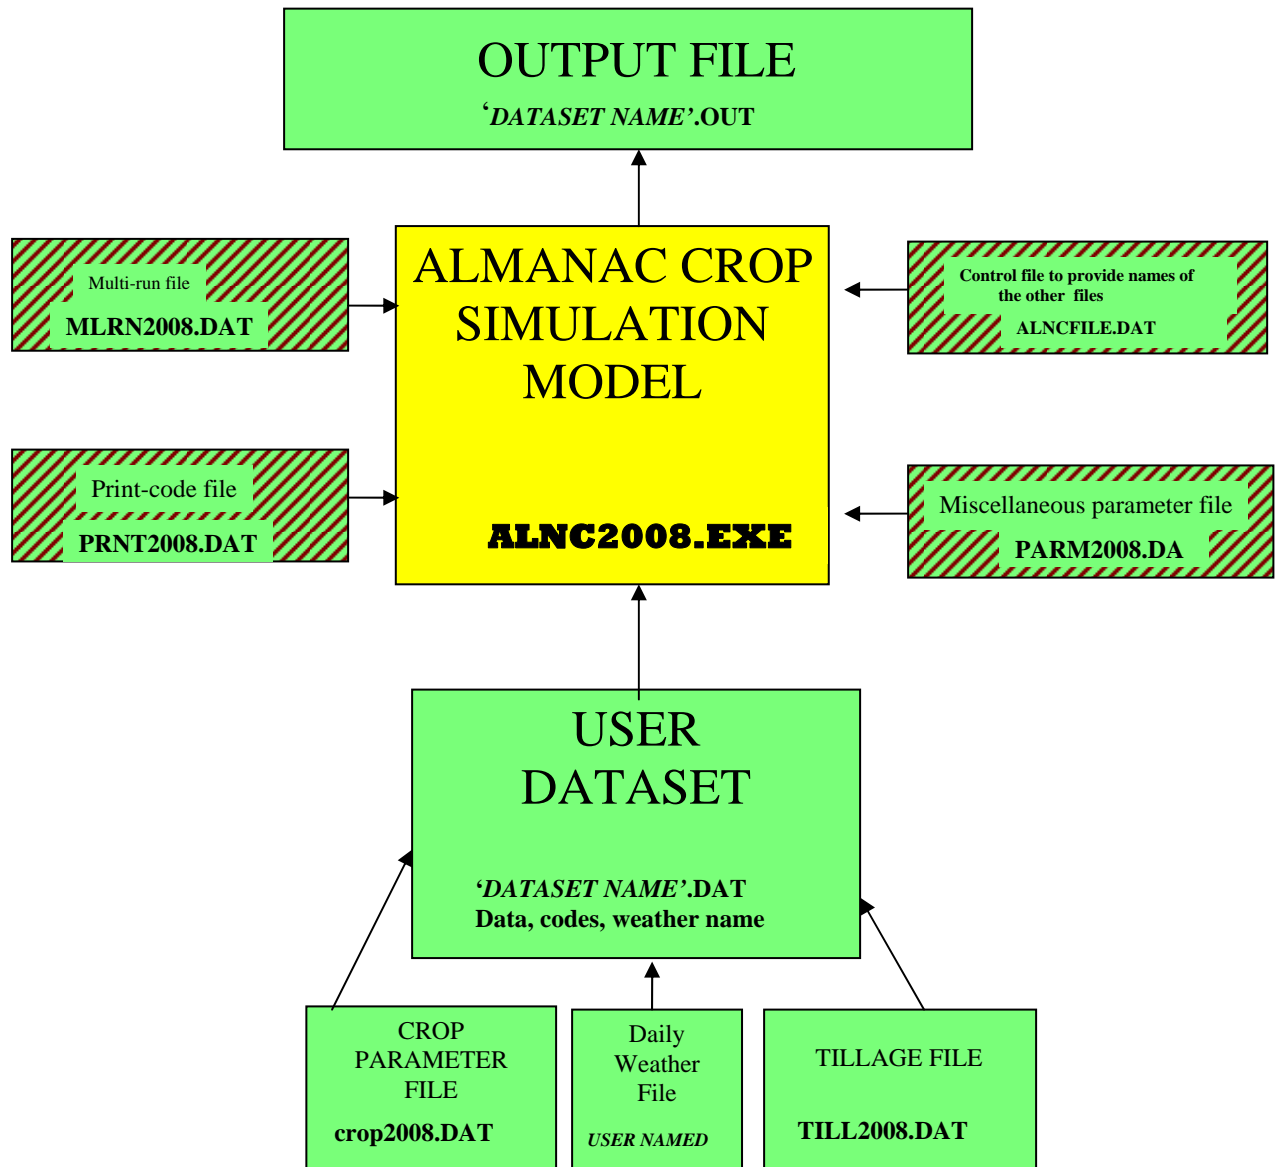 OUTPUT FILE
‘DATASET NAME’.OUT
Multi-run file
MLRN2008.DAT
ALMANAC CROP
SIMULATION
MODEL
ALNC2008.EXE
Control file to provide names of
the other files
ALNCFILE.DAT
Print-code file
PRNT2008.DAT
Miscellaneous parameter file
PARM2008.DA
USER
DATASET
‘DATASET NAME’.DAT
Data, codes, weather name
CROP
PARAMETER
FILE
crop2008.DAT
Daily
Weather
File
USER NAMED
TILLAGE FILE
TILL2008.DAT